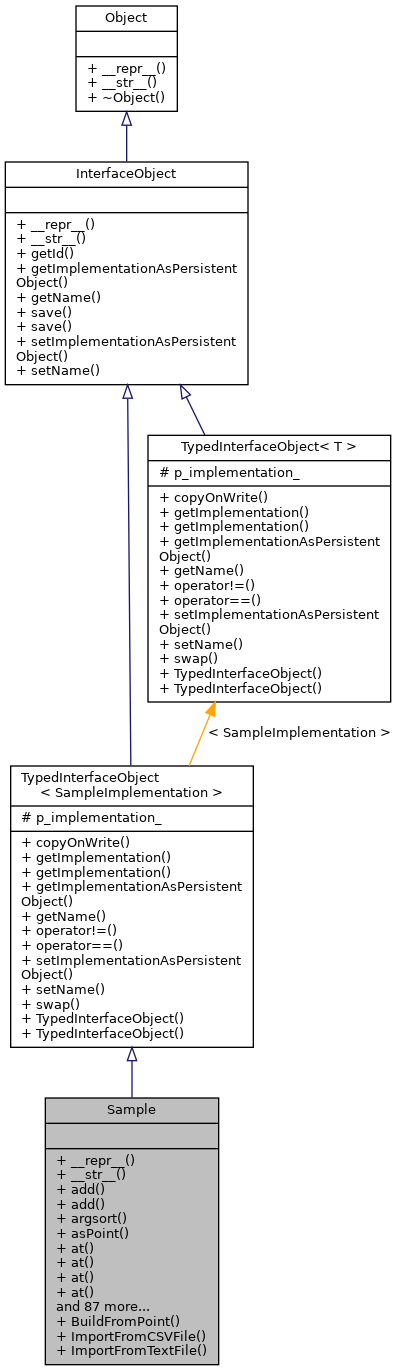 Object
+ __repr__()
+ __str__()
+ ~Object()
InterfaceObject
+ __repr__()
+ __str__()
+ getId()
+ getImplementationAsPersistent
Object()
+ getName()
+ save()
+ save()
+ setImplementationAsPersistent
Object()
+ setName()
TypedInterfaceObject< T >
# p_implementation_
+ copyOnWrite()
+ getImplementation()
+ getImplementation()
+ getImplementationAsPersistent
Object()
+ getName()
+ operator!=()
+ operator==()
+ setImplementationAsPersistent
Object()
+ setName()
+ swap()
+ TypedInterfaceObject()
+ TypedInterfaceObject()
< SampleImplementation >
TypedInterfaceObject
< SampleImplementation >
# p_implementation_
+ copyOnWrite()
+ getImplementation()
+ getImplementation()
+ getImplementationAsPersistent
Object()
+ getName()
+ operator!=()
+ operator==()
+ setImplementationAsPersistent
Object()
+ setName()
+ swap()
+ TypedInterfaceObject()
+ TypedInterfaceObject()
Sample
+ __repr__()
+ __str__()
+ add()
+ add()
+ argsort()
+ asPoint()
+ at()
+ at()
+ at()
+ at()
and 87 more...
+ BuildFromPoint()
+ ImportFromCSVFile()
+ ImportFromTextFile()